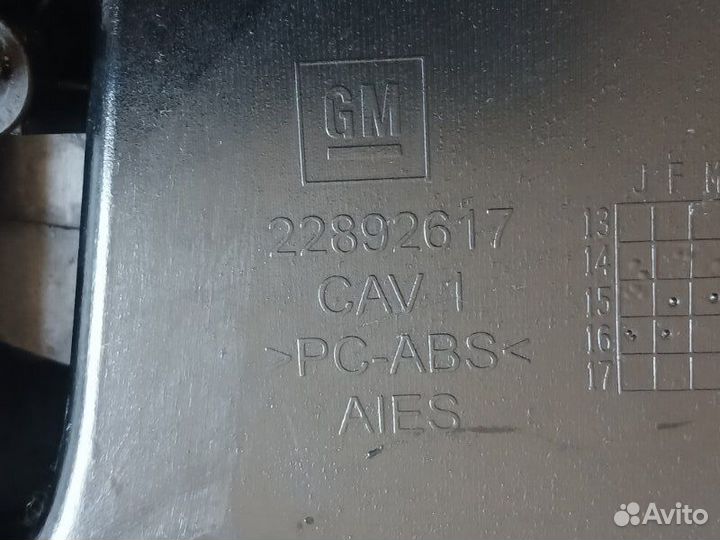 GM
22892617
CAV 1
>PC-ABS<
AIES
J F M
13
14
15
16
17
Avito